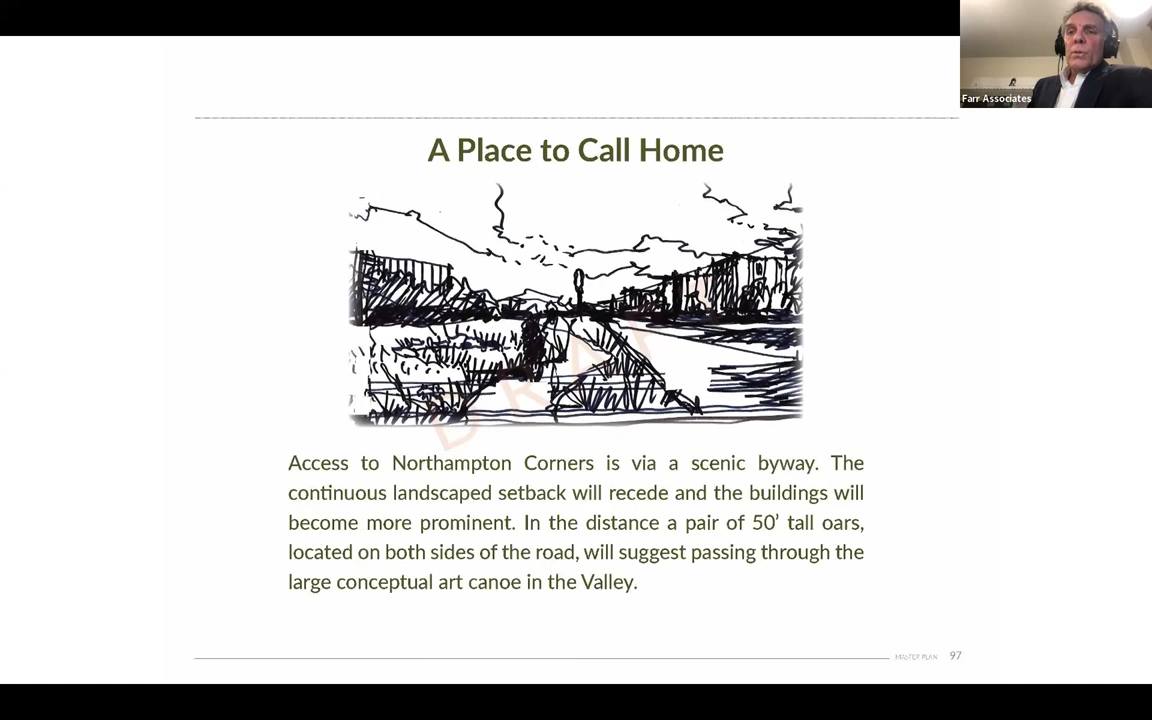 Farr Associates
A Place to Call Home
DRAFT
Access to Northampton Corners is via a scenic byway. The
continuous landscaped setback will recede and the buildings will
become more prominent. In the distance a pair of 50’ tall oars,
located on both sides of the road, will suggest passing through the
large conceptual art canoe in the Valley.
MASTER PLAN 97